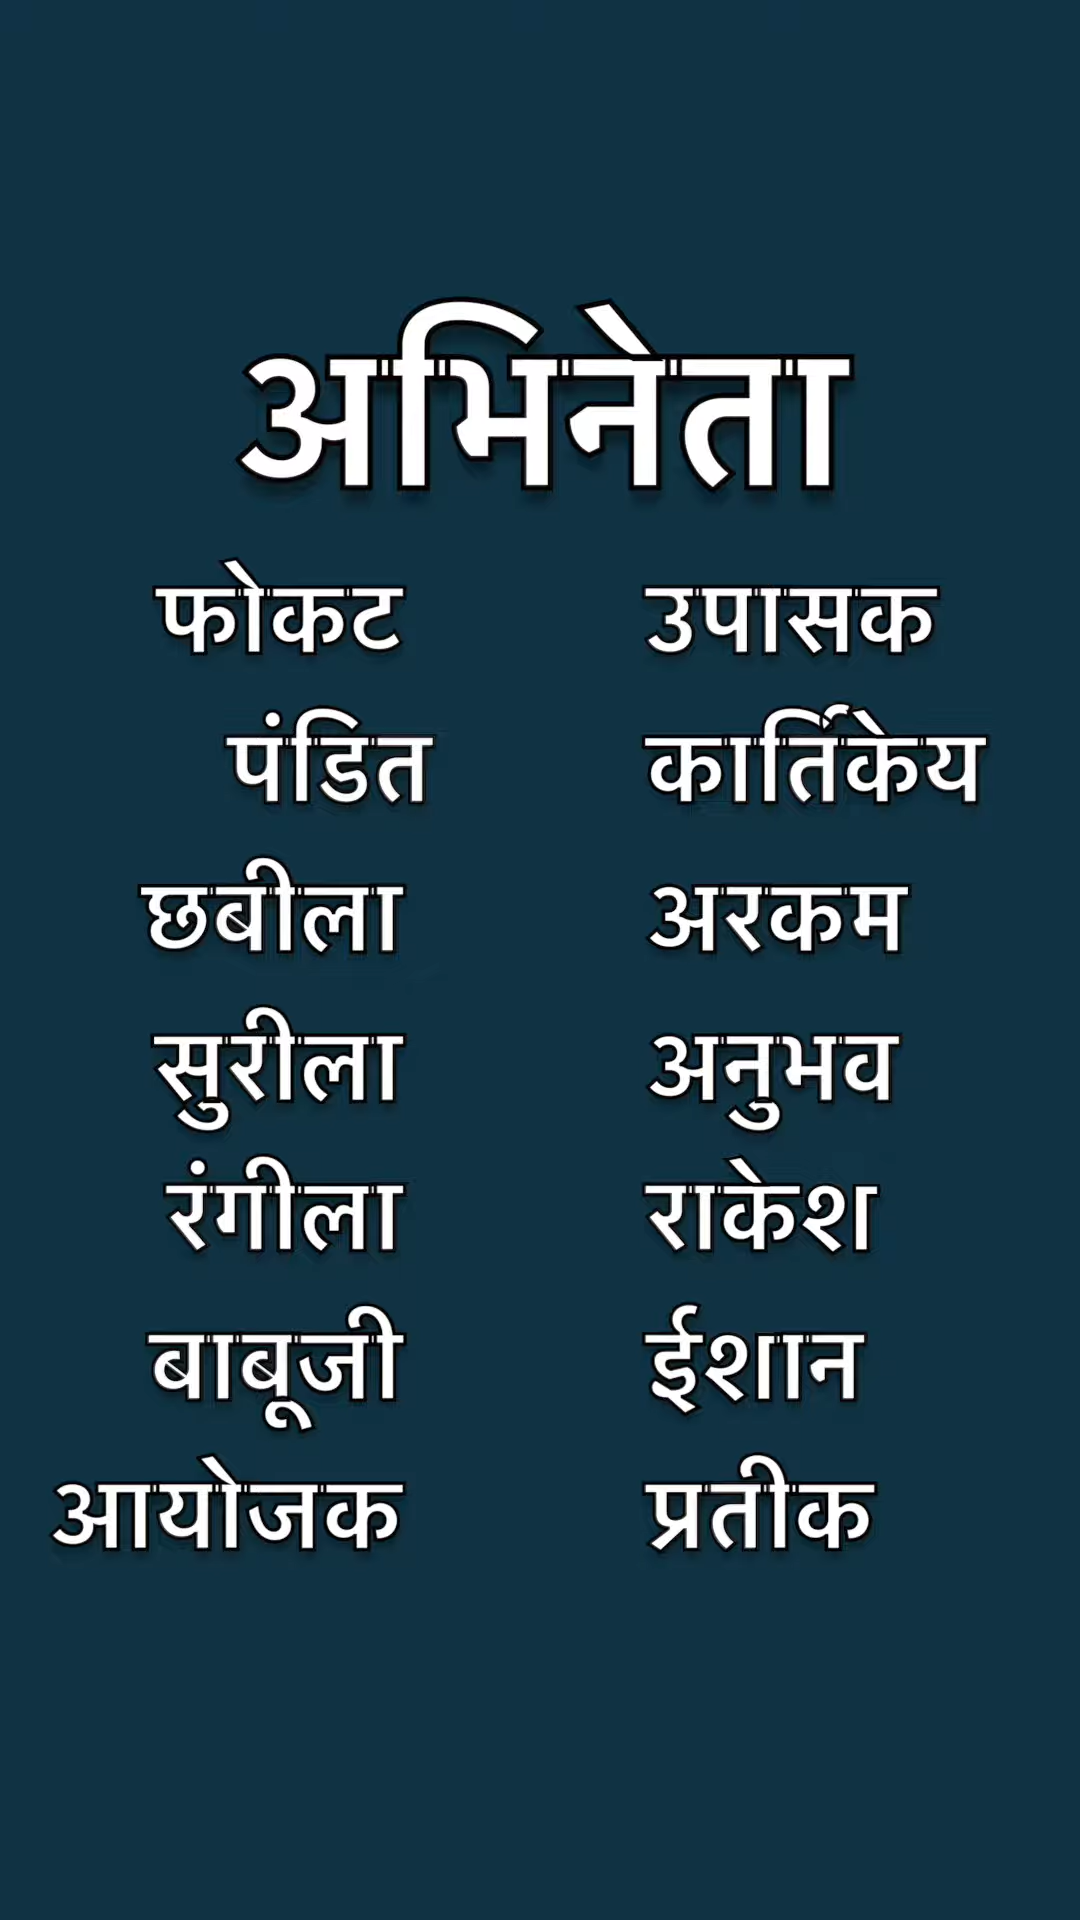 अभिनेता
फोकट उपासक
पंडित कार्तिकेय
छबीला अरकम
सुरीला अनुभव
रंगीला राकेश
बाबूजी ईशान
आयोजक प्रतीक